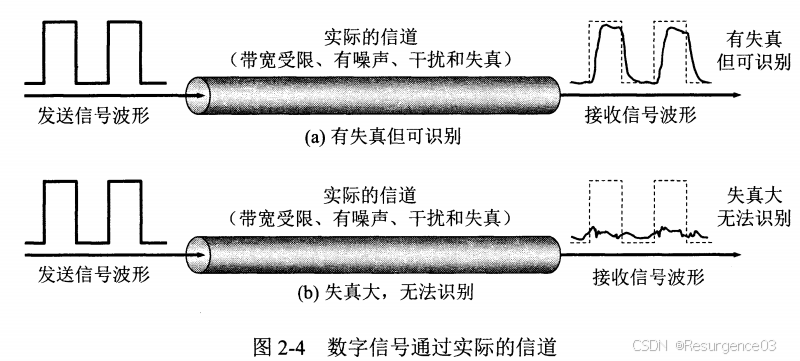 实际的信道
（带宽受限、有噪声、干扰和失真）
有失真
但可识别
发送信号波形
接收信号波形
(a) 有失真但可识别
实际的信道
（带宽受限、有噪声、干扰和失真）
失真大
无法识别
发送信号波形
接收信号波形
(b) 失真大，无法识别
图 2-4 数字信号通过实际的信道
CSDN @Resurgence03